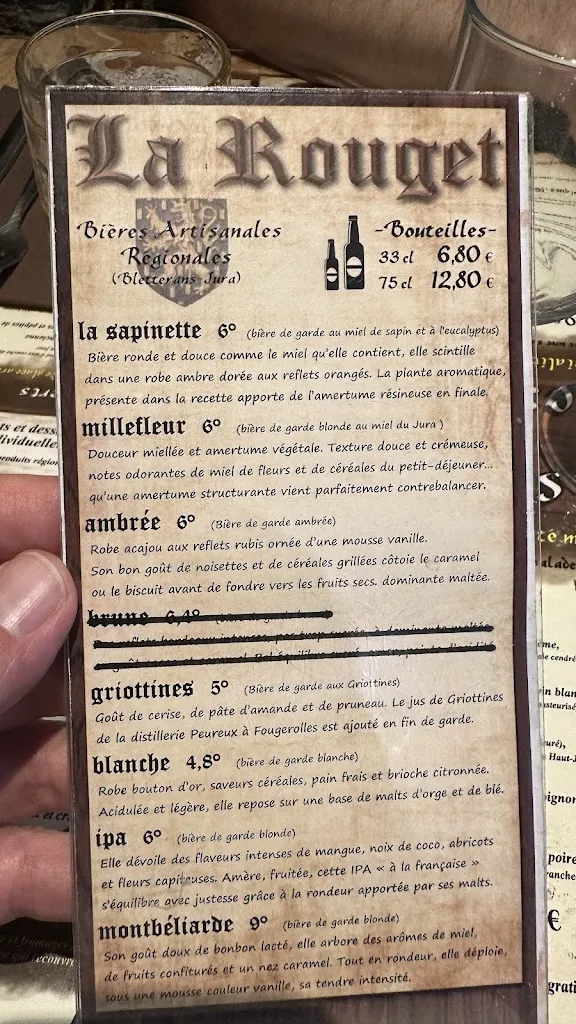 La Rouget
Bières Artisanales
Régionales
(Bletterans-Jura)
-Bouteilles-
33 cl 6,80 €
75 cl 12,80 €
la sapinette 6° (bière de garde au miel de sapin et à l'eucalyptus)
Bière ronde et douce comme le miel qu'elle contient, elle scintille
dans une robe ambre dorée aux reflets orangés. La plante aromatique,
présente dans la recette apporte de l'amertume résineuse en finale.
millefleur 6° (bière de garde blonde au miel du Jura )
Douceur miellée et amertume végétale. Texture douce et crémeuse,
notes odorantes de miel de fleurs et de céréales du petit-déjeuner...
qu'une amertume structurante vient parfaitement contrebalancer.
ambrée 6° (Bière de garde ambrée)
Robe acajou aux reflets rubis ornée d'une mousse vanille.
Son bon goût de noisettes et de céréales grillées côtoie le caramel
ou le biscuit avant de fondre vers les fruits secs. dominante maltée.
brune 6,4°
griottines 5° (Bière de garde aux Griottines)
Goût de cerise, de pâte d'amande et de pruneau. Le jus de Griottines
de la distillerie Peureux à Fougerolles est ajouté en fin de garde.
blanche 4,8° (bière de garde blanche)
Robe bouton d'or, saveurs céréales, pain frais et brioche citronnée.
Acidulée et légère, elle repose sur une base de malts d'orge et de blé.
ipa 6° (bière de garde blonde)
Elle dévoile des flaveurs intenses de mangue, noix de coco, abricots
et fleurs capiteuses. Amère, fruitée, cette IPA « à la française »
s'équilibre avec justesse grâce à la rondeur apportée par ses malts.
montbéliarde 9° (bière de garde blonde)
Son goût doux de bonbon lacté, elle arbore des arômes de miel,
de fruits confiturés et un nez caramel. Tout en rondeur, elle déploie,
sous une mousse couleur vanille, sa tendre intensité.